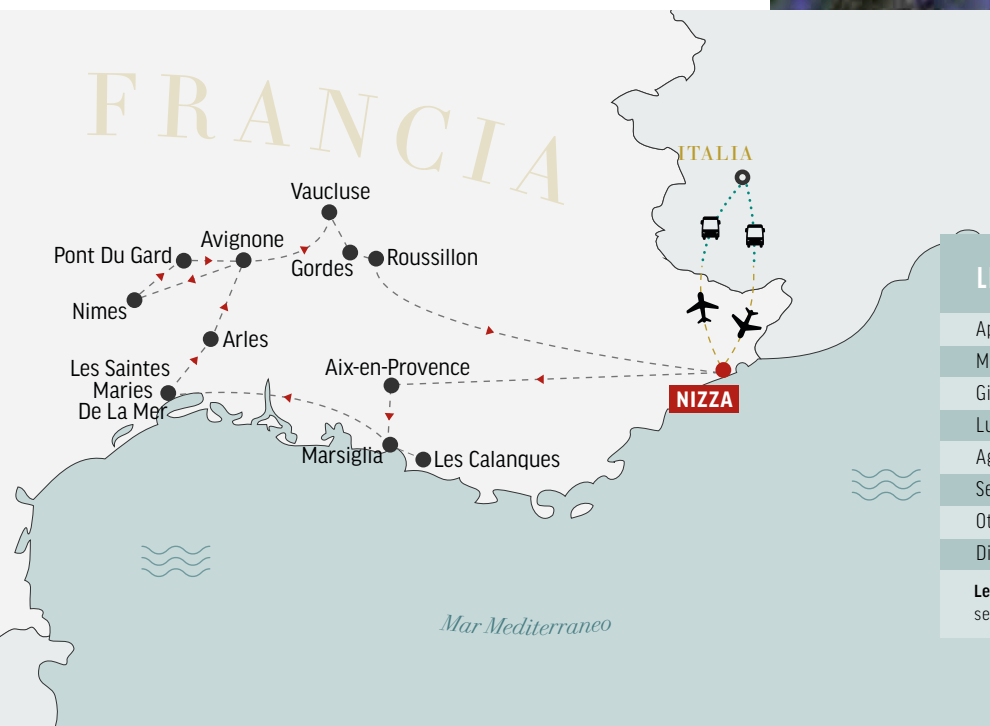 FRANCIA
ITALIA
Vaucluse
Avignone
Pont Du Gard
Gordes
Roussillon
Nimes
Arles
Les Saintes
Maries
De La Mer
Aix-en-Provence
NIZZA
Marsiglia
Les Calanques
Mar Mediterraneo
Le